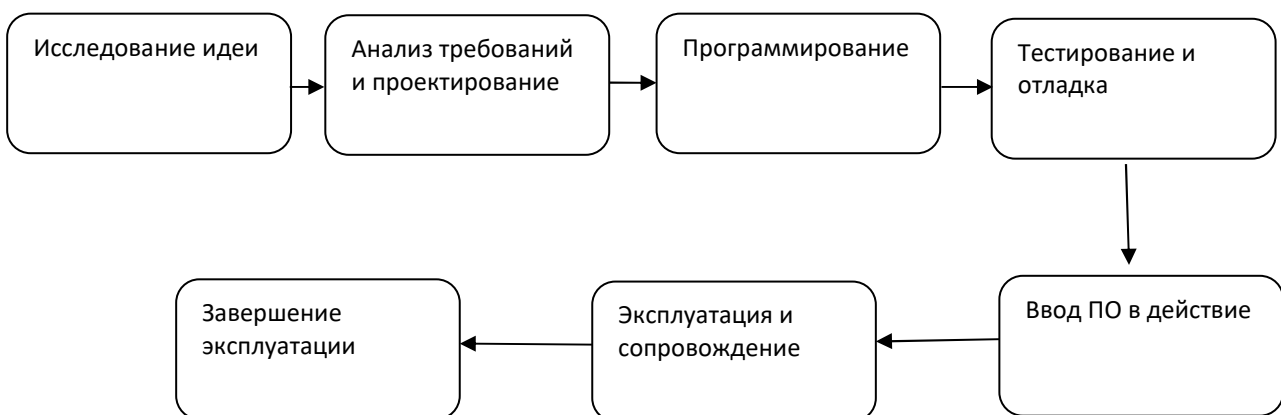 Исследование идеи
Анализ требований
и проектирование
Программирование
Тестирование и
отладка
Ввод ПО в действие
Эксплуатация и
сопровождение
Завершение
эксплуатации